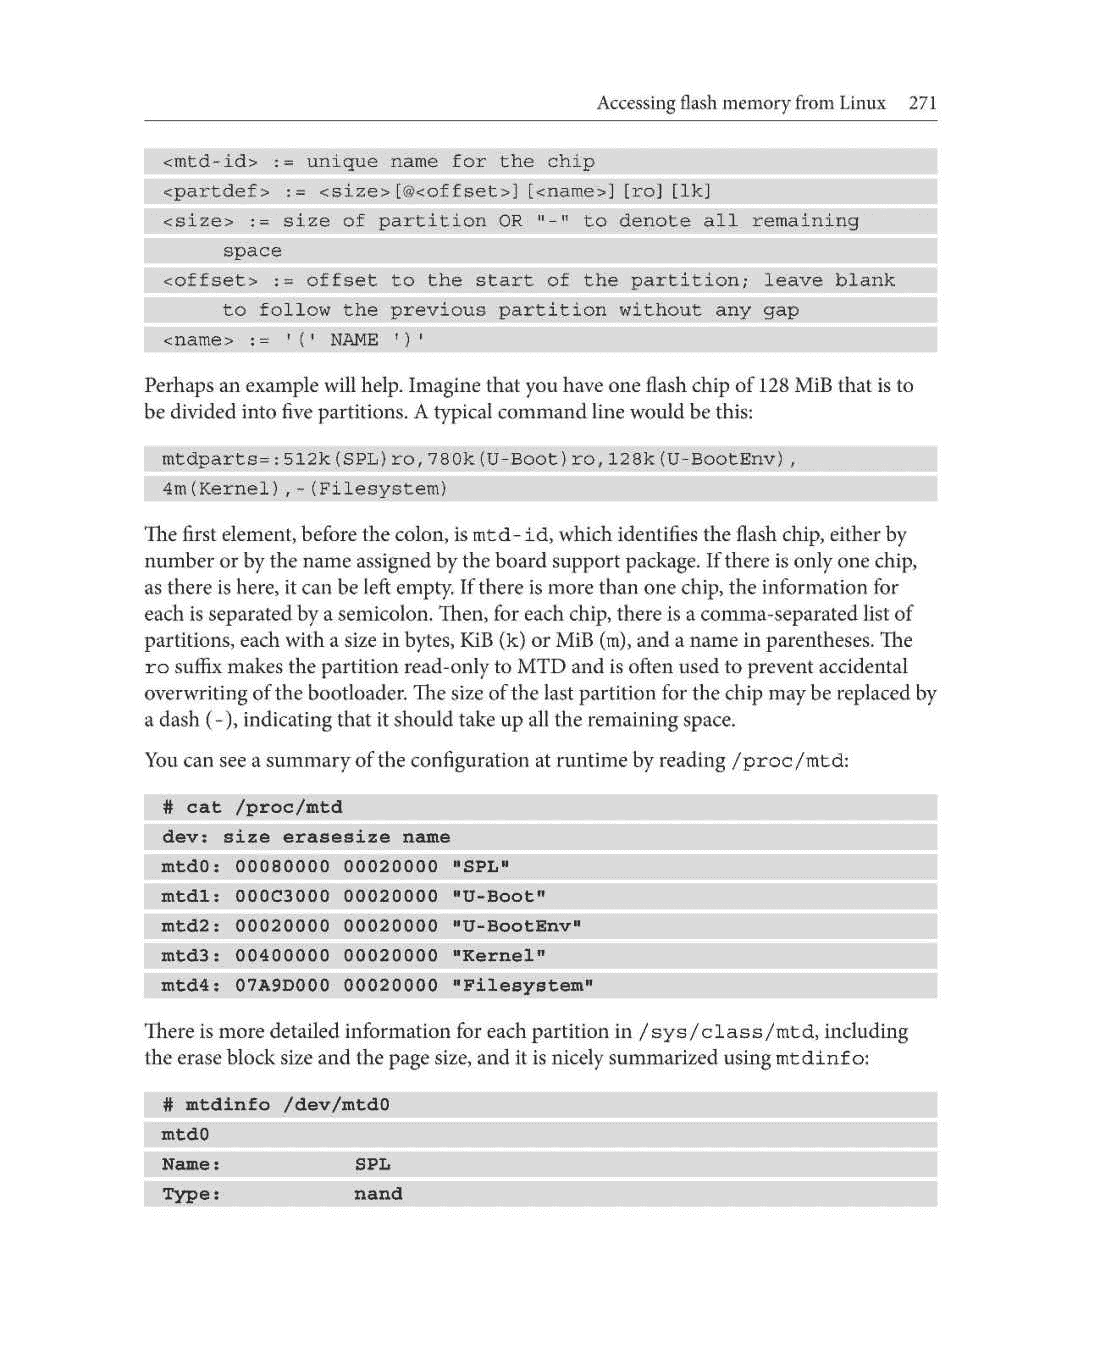 Accessing flash memory from Linux 271
<mtd-id> := unique name for the chip
<partdef> := <size>[@<offset>][<name>][ro][lk]
<size> := size of partition OR "-" to denote all remaining
space
<offset> := offset to the start of the partition; leave blank
to follow the previous partition without any gap
<name> := '(' NAME ')'
Perhaps an example will help. Imagine that you have one flash chip of 128 MiB that is to
be divided into five partitions. A typical command line would be this:
mtdparts=:512k(SPL)ro,780k(U-Boot)ro,128k(U-BootEnv),
4m(Kernel),-(Filesystem)
The first element, before the colon, is mtd-id, which identifies the flash chip, either by
number or by the name assigned by the board support package. If there is only one chip,
as there is here, it can be left empty. If there is more than one chip, the information for
each is separated by a semicolon. Then, for each chip, there is a comma-separated list of
partitions, each with a size in bytes, KiB (k) or MiB (m), and a name in parentheses. The
ro suffix makes the partition read-only to MTD and is often used to prevent accidental
overwriting of the bootloader. The size of the last partition for the chip may be replaced by
a dash (-), indicating that it should take up all the remaining space.
You can see a summary of the configuration at runtime by reading /proc/mtd:
# cat /proc/mtd
dev: size erasesize name
mtd0: 00080000 00020000 "SPL"
mtd1: 000C3000 00020000 "U-Boot"
mtd2: 00020000 00020000 "U-BootEnv"
mtd3: 00400000 00020000 "Kernel"
mtd4: 07A9D000 00020000 "Filesystem"
There is more detailed information for each partition in /sys/class/mtd, including
the erase block size and the page size, and it is nicely summarized using mtdinfo:
# mtdinfo /dev/mtd0
mtd0
Name: SPL
Type: nand